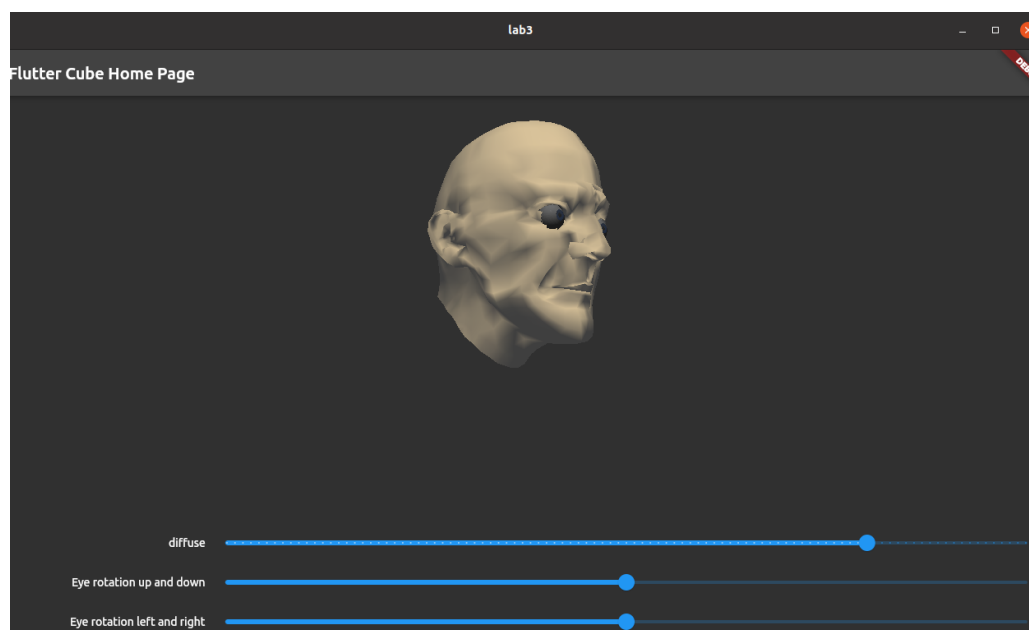 lab3
Flutter Cube Home Page
diffuse
Eye rotation up and down
Eye rotation left and right